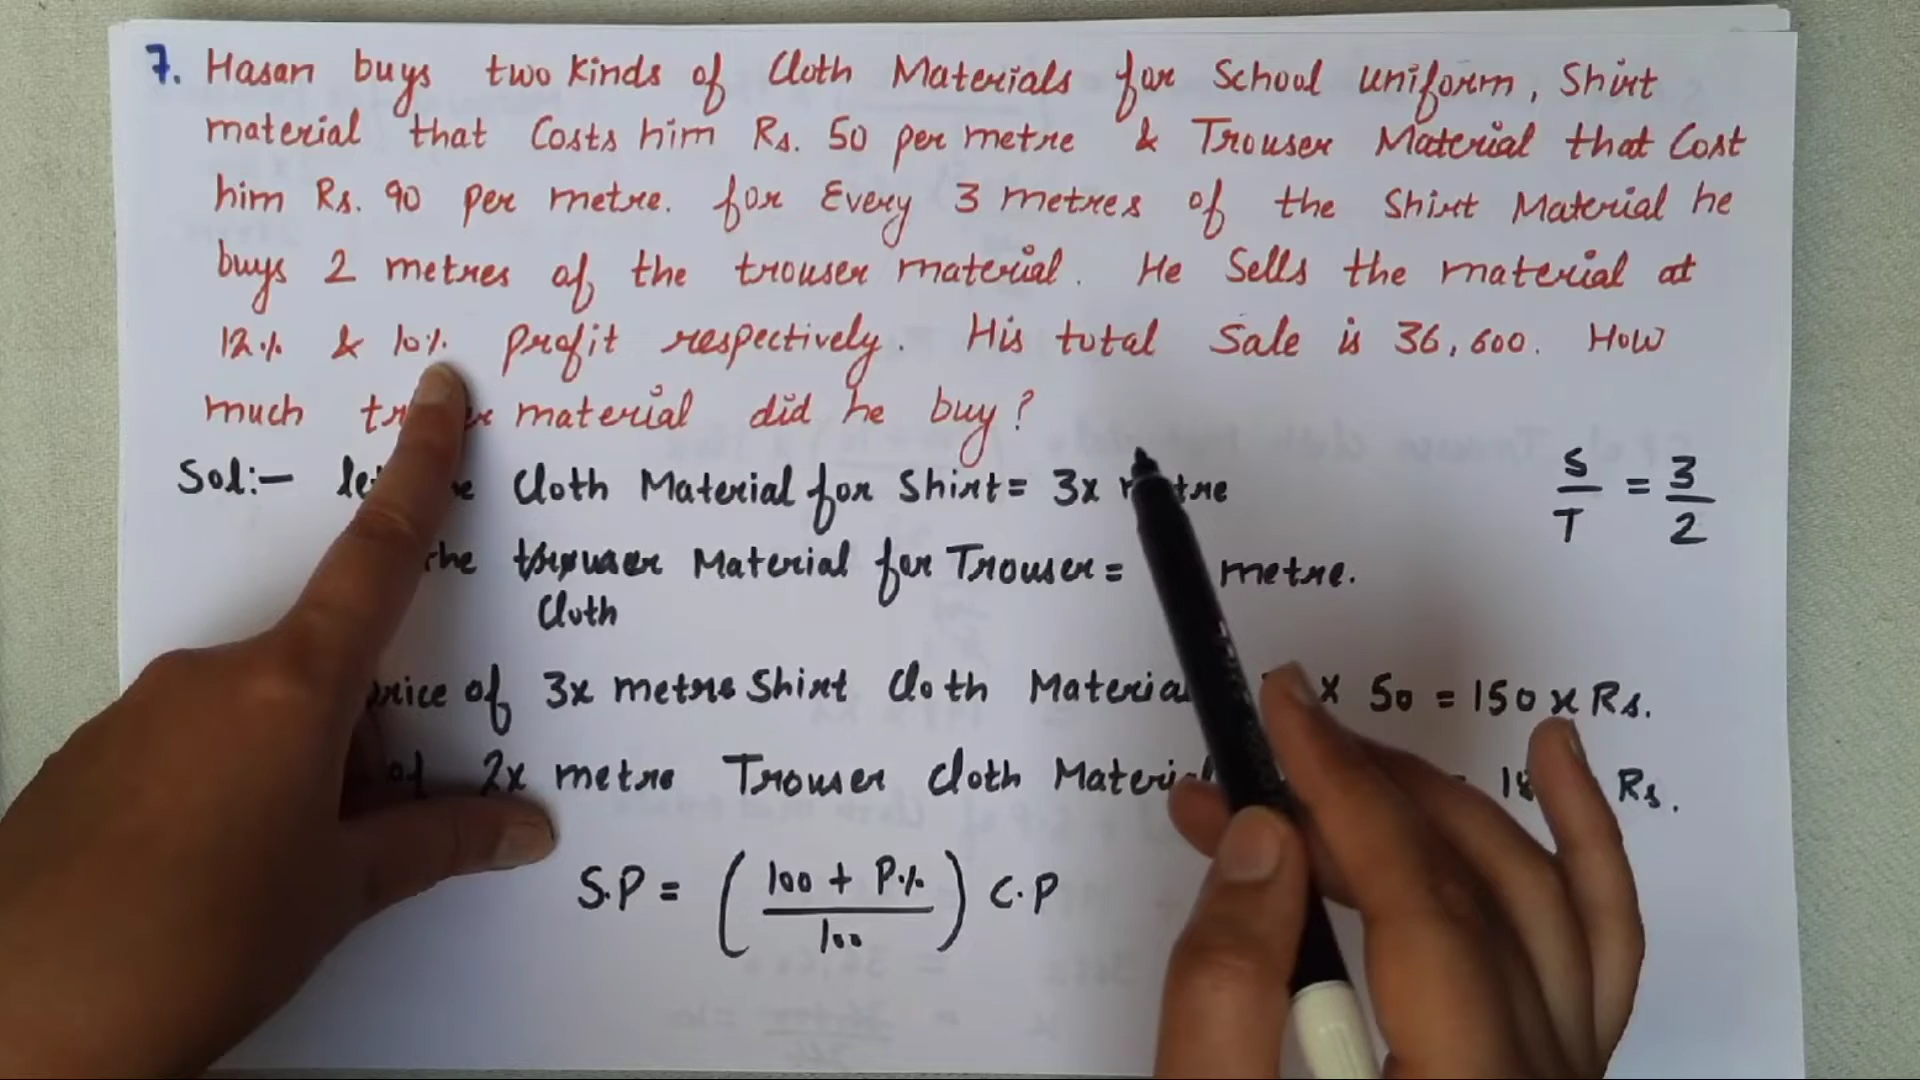 7. Hasan buys two kinds of Cloth Materials for School uniform, Shirt
material that Costs him Rs. 50 per metre & Trouser Material that Cost
him Rs. 90 per metre. for Every 3 metres of the Shirt Material he
buys 2 metres of the trouser material. He Sells the material at
12% & 10% profit respectively. His total Sale is 36,600. How
much material did he buy?
Sol:- Cloth Material for Shirt = 3x
the trouser Material for Trouser = metre.
Cloth
S/T = 3/2
of 3x metre Shirt Cloth × 50 = 150x Rs.
of 2x metre Trouser Cloth Rs.
S.P = ( 100 + P% / 100 ) C.P